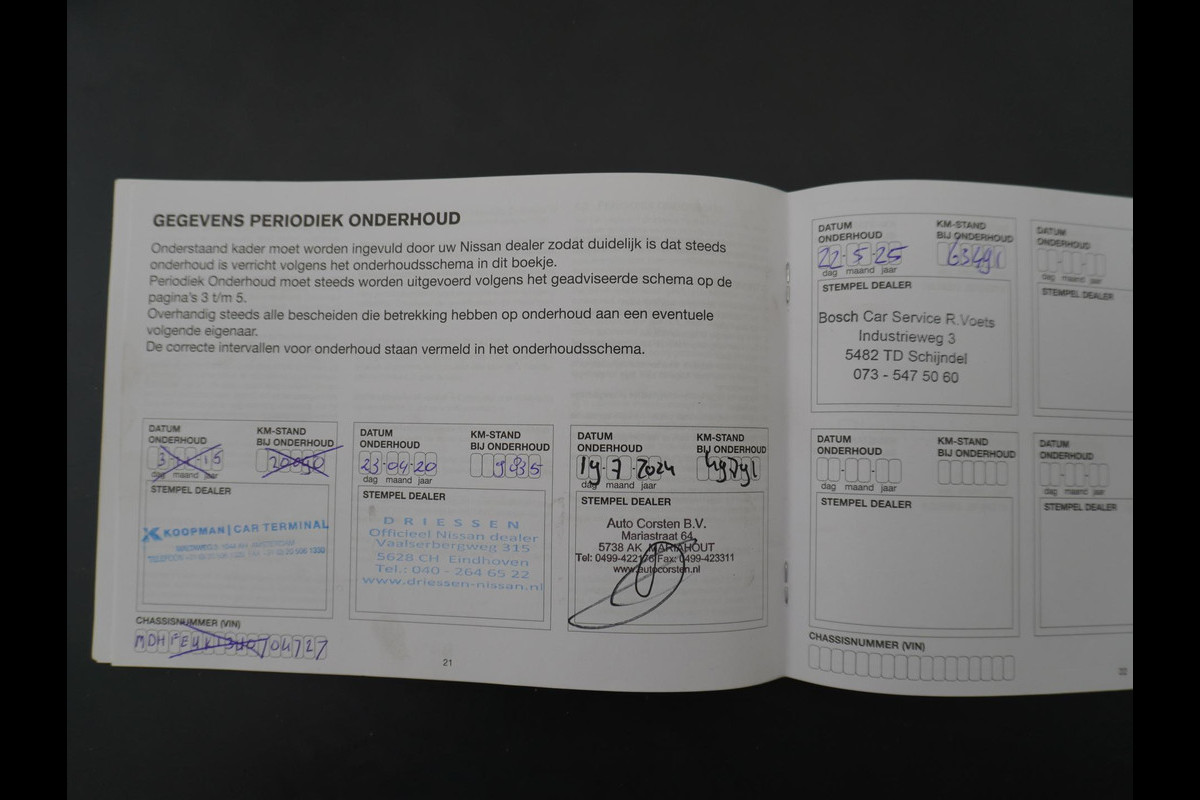 GEGEVENS PERIODIEK ONDERHOUD
Onderstaand kader moet worden ingevuld door uw Nissan dealer zodat duidelijk is dat steeds
onderhoud is verricht volgens het onderhoudsschema in dit boekje.
Periodiek Onderhoud moet steeds worden uitgevoerd volgens het geadviseerde schema op de
pagina's 3 t/m 5.
Overhandig steeds alle bescheiden die betrekking hebben op onderhoud aan een eventuele
volgende eigenaar.
De correcte intervallen voor onderhoud staan vermeld in het onderhoudsschema.
DATUM
ONDERHOUD
KM-STAND
BIJ ONDERHOUD
dag maand jaar
STEMPEL DEALER
KOOPMAN | CAR TERMINAL
CHASSISNUMMER (VIN)
DATUM
ONDERHOUD
KM-STAND
BIJ ONDERHOUD
23-04-20
9835
dag maand jaar
STEMPEL DEALER
DRIESSEN
Officieel Nissan dealer
Vaalserbergweg 315
5628 CH Eindhoven
Tel.: 040 - 264 65 22
www.driessen-nissan.nl
DATUM
ONDERHOUD
KM-STAND
BIJ ONDERHOUD
19-7-2024
49791
dag maand jaar
STEMPEL DEALER
Auto Corsten B.V.
Mariastraat 64
5738 AK MARIAHOUT
Tel: 0499-422176 Fax: 0499-423311
www.autocorsten.nl
21
DATUM
ONDERHOUD
KM-STAND
BIJ ONDERHOUD
22-5-25
63491
dag maand jaar
STEMPEL DEALER
Bosch Car Service R.Voets
Industrieweg 3
5482 TD Schijndel
073 - 547 50 60
DATUM
ONDERHOUD
dag maand jaar
STEMPEL DEALER
DATUM
ONDERHOUD
KM-STAND
BIJ ONDERHOUD
dag maand jaar
STEMPEL DEALER
DATUM
ONDERHOUD
dag maand jaar
STEMPEL DEALER
CHASSISNUMMER (VIN)